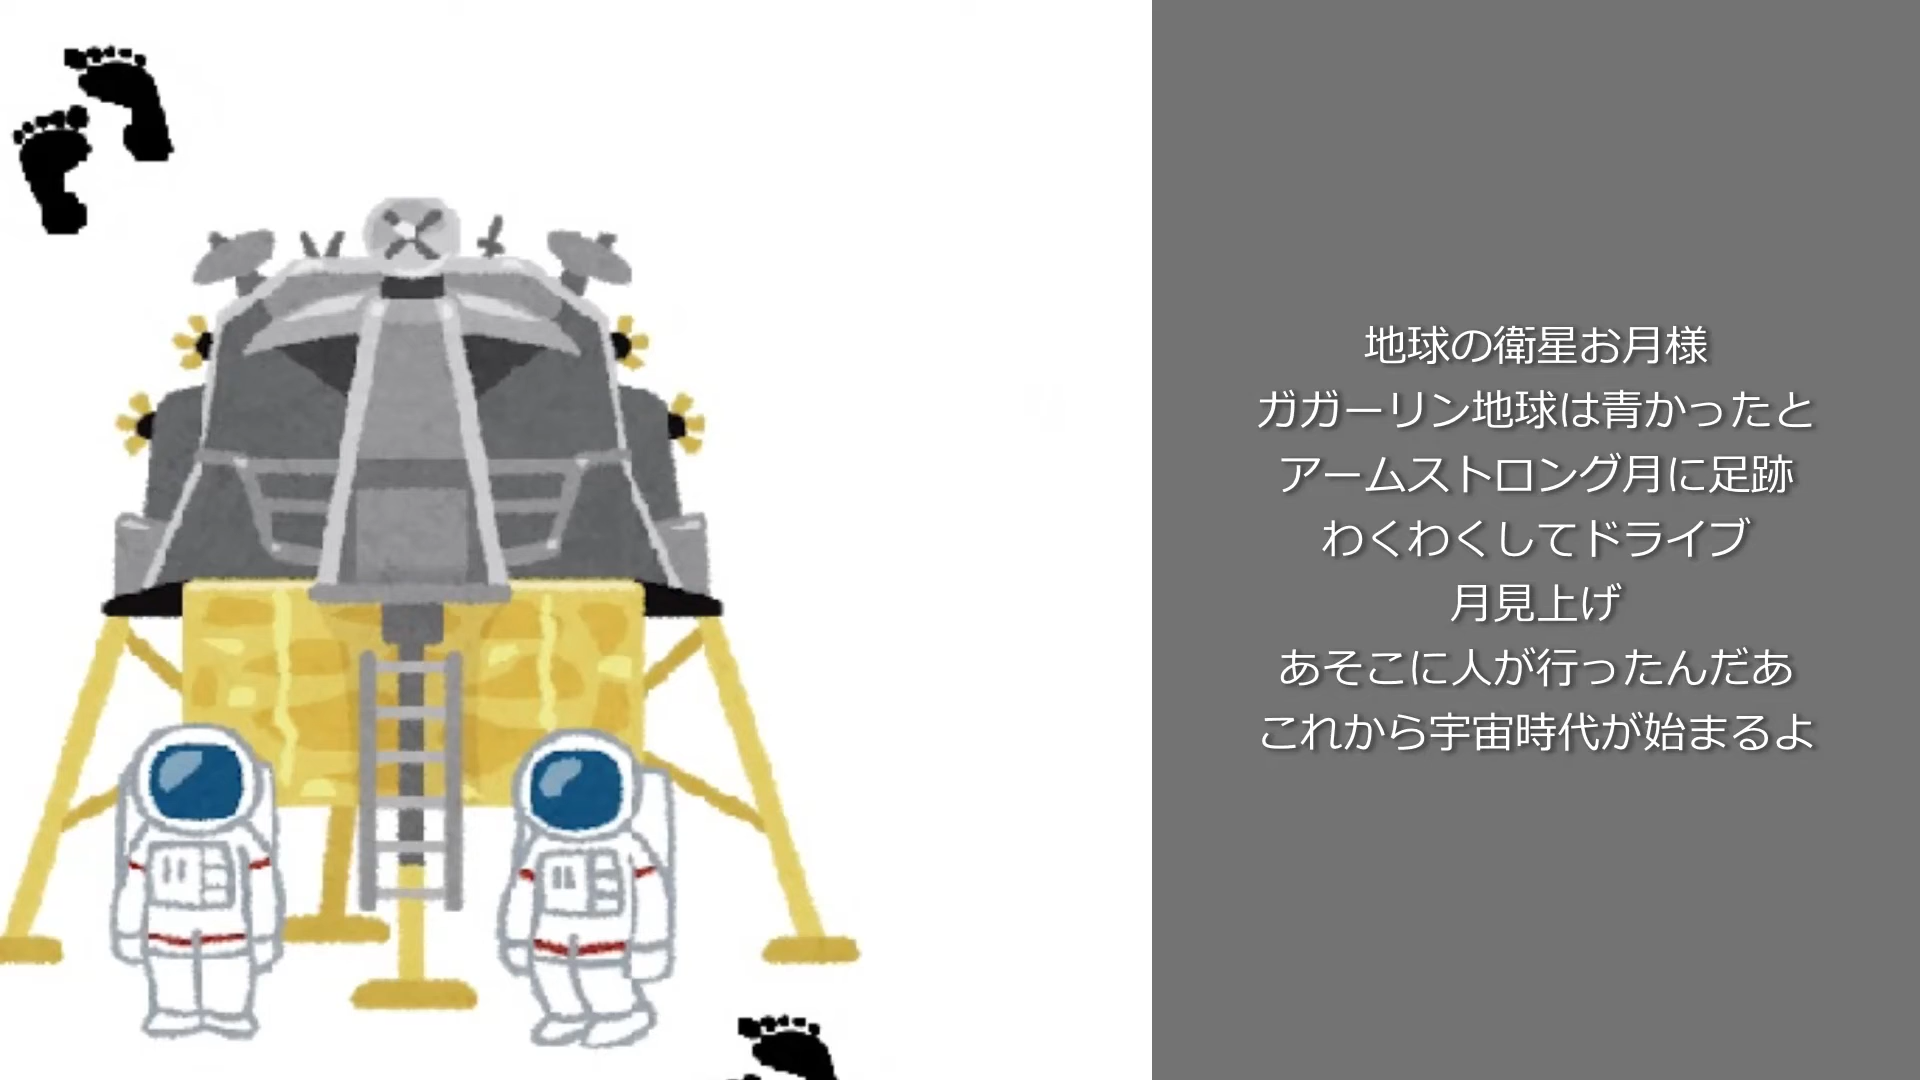 地球の衛星お月様
ガガーリン地球は青かったと
アームストロング月に足跡
わくわくしてドライブ
月見上げ
あそこに人が行ったんだあ
これから宇宙時代が始まるよ